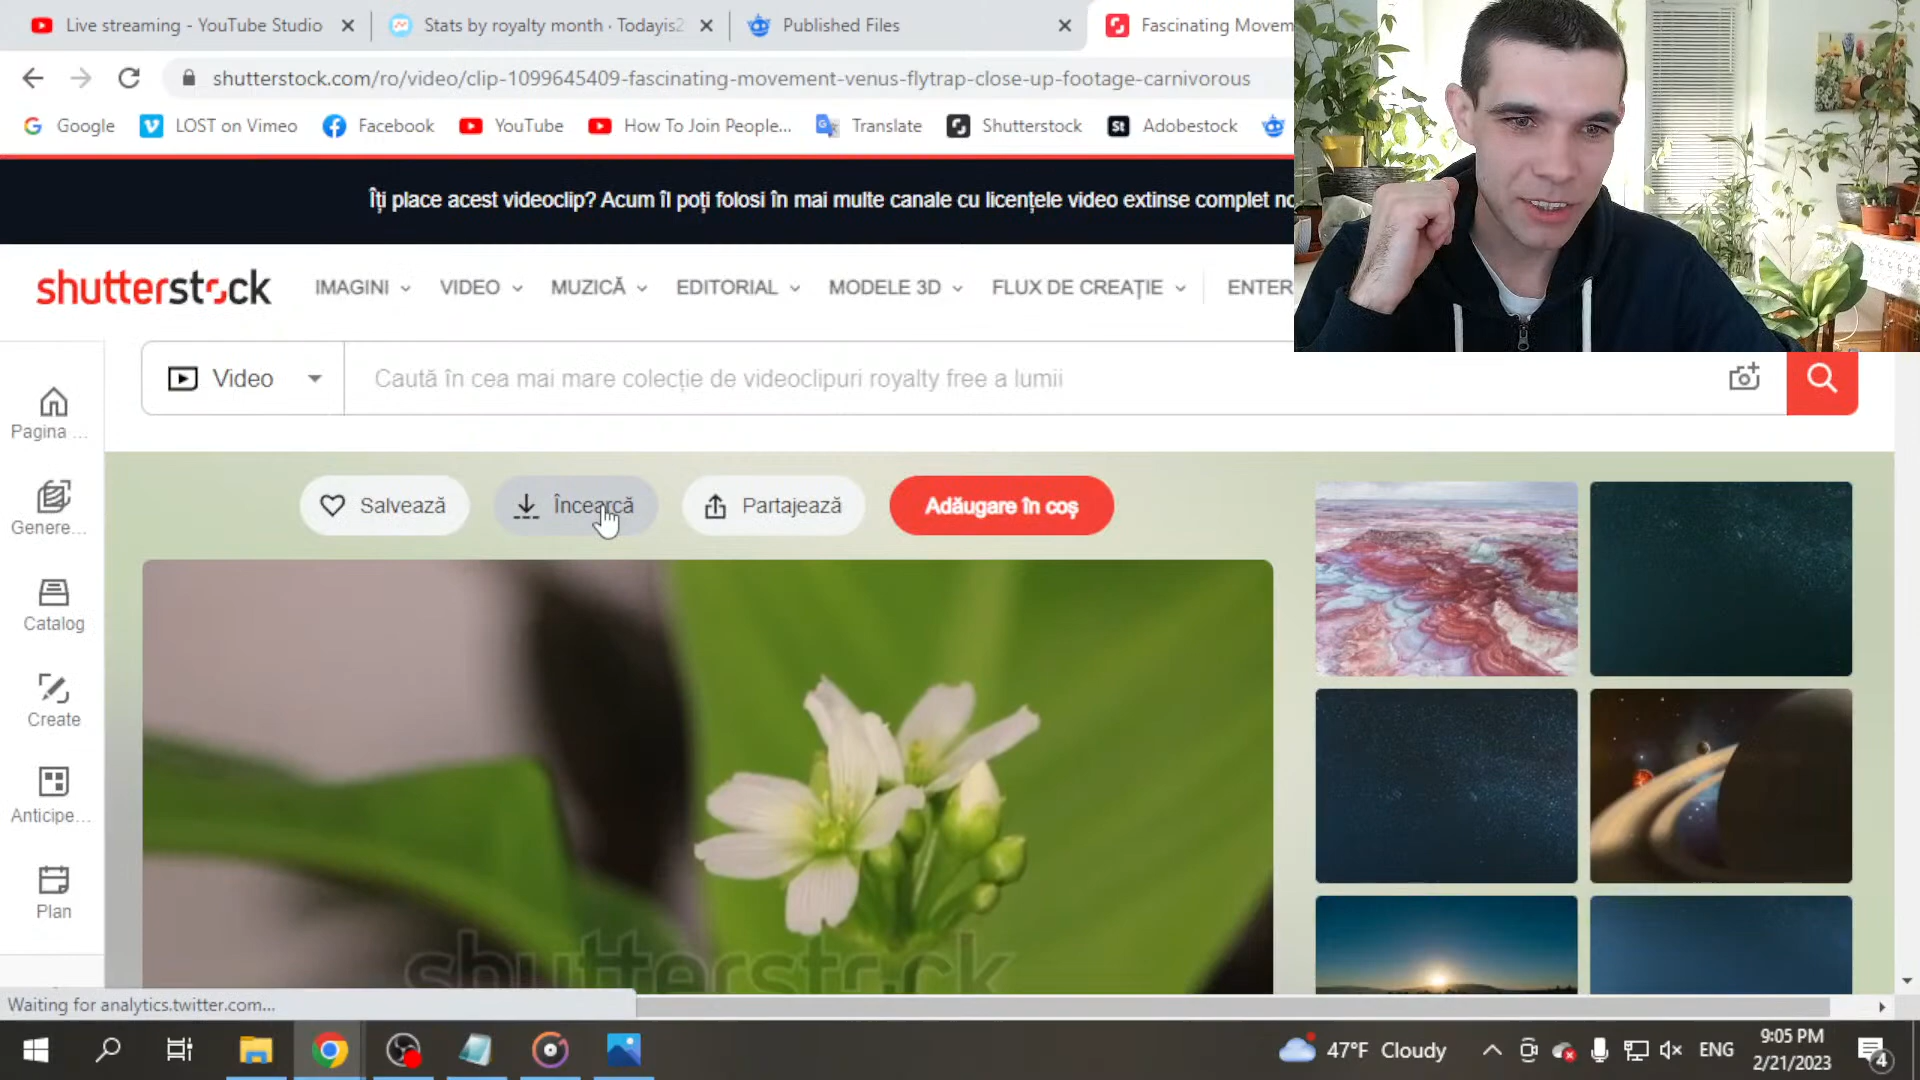 Live streaming - YouTube Studio
Stats by royalty month · Todayis2
Published Files
Fascinating Movem
shutterstock.com/ro/video/clip-1099645409-fascinating-movement-venus-flytrap-close-up-footage-carnivorous
Google
LOST on Vimeo
Facebook
YouTube
How To Join People...
Translate
Shutterstock
Adobestock
Îți place acest videoclip? Acum îl poți folosi în mai multe canale cu licențele video extinse complet no
shutterstock
IMAGINI
VIDEO
MUZICĂ
EDITORIAL
MODELE 3D
FLUX DE CREAȚIE
ENTER
Video
Caută în cea mai mare colecție de videoclipuri royalty free a lumii
Pagina ...
Genere...
Catalog
Create
Anticipe...
Plan
Salvează
Încearcă
Partajează
Adăugare în coș
shutterstock
Waiting for analytics.twitter.com...
47°F Cloudy
ENG
9:05 PM
2/21/2023
4